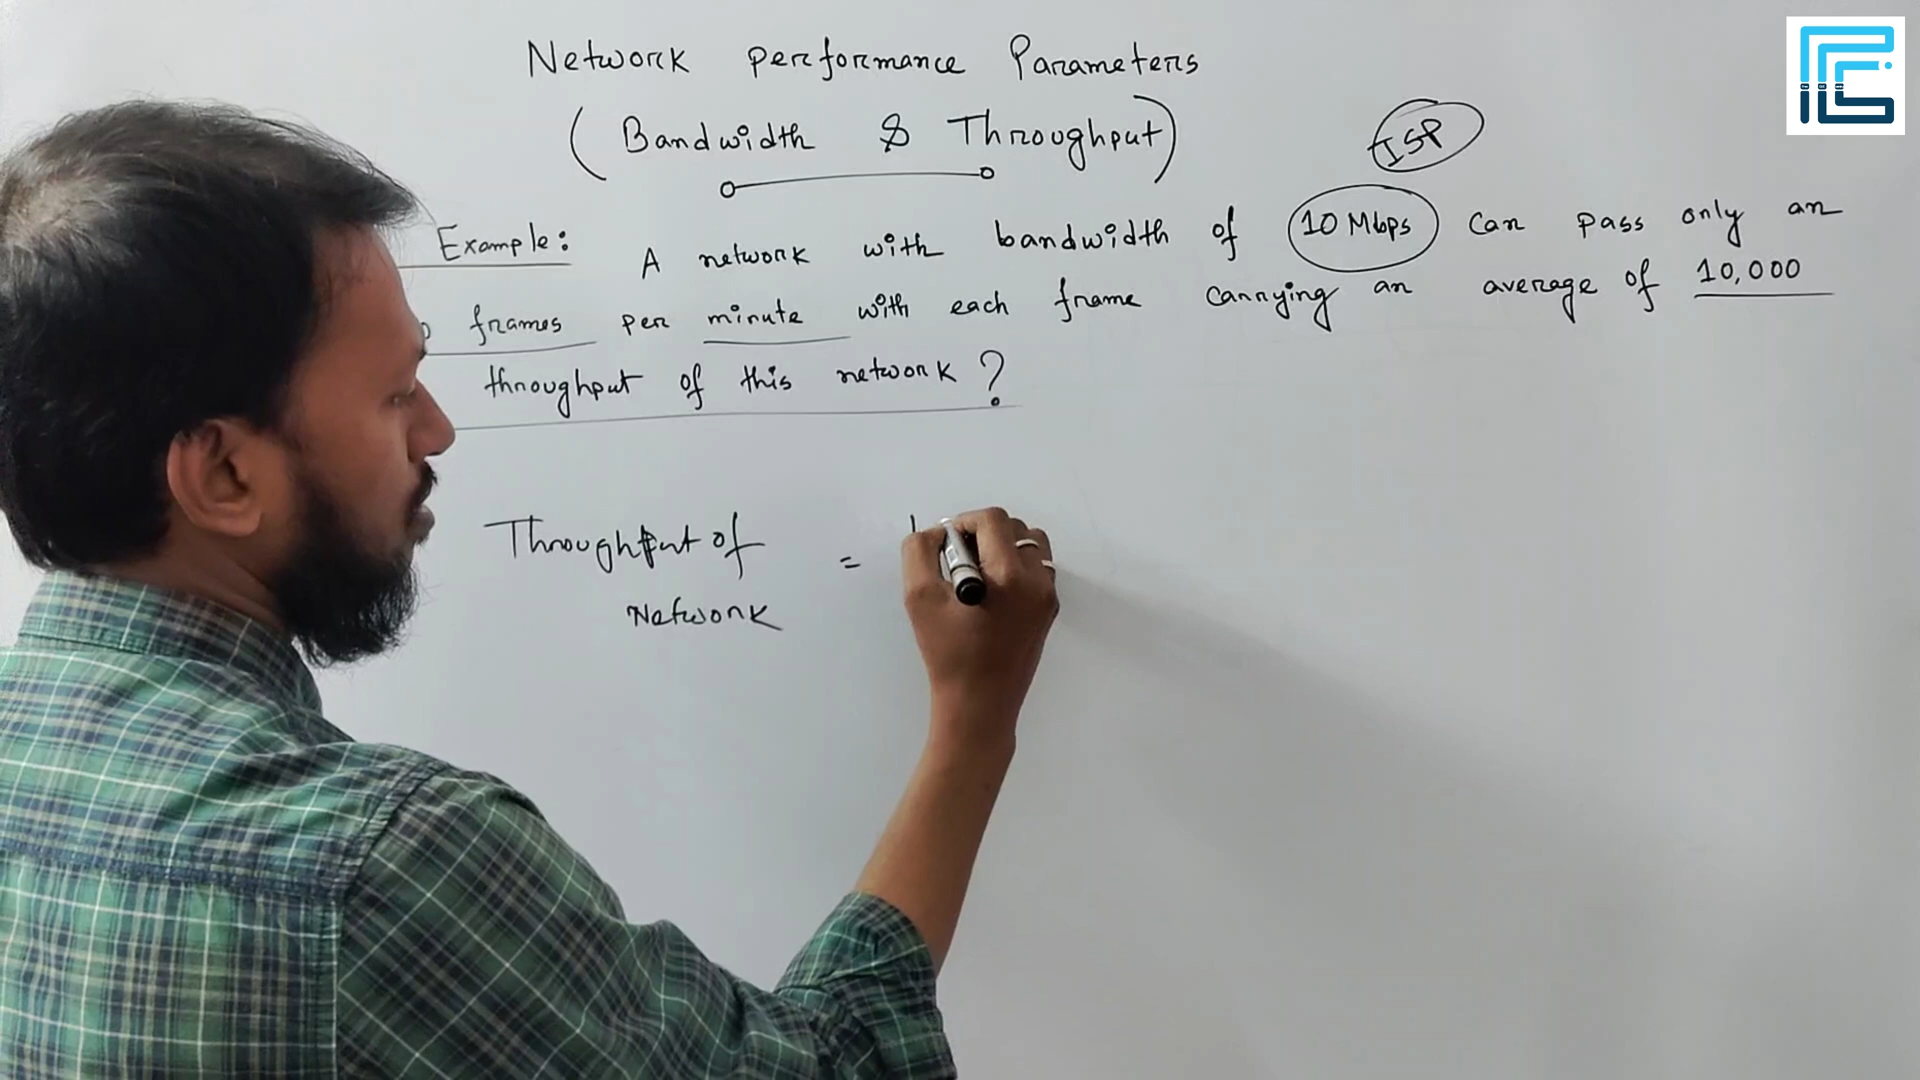 Network performance Parameters
(Bandwidth & Throughput)
ISP
Example: A network with bandwidth of 10 Mbps can pass only an
frames per minute with each frame carrying an average of 10,000
throughput of this network?
Throughput of =
Network